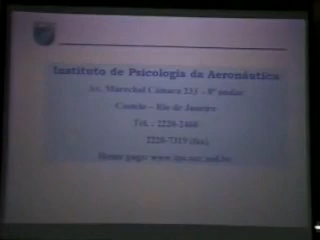 Instituto de Psicologia da Aeronáutica
Av. Marechal Câmara 233 - 8º andar
Castelo – Rio de Janeiro
Tel. : 2220-2460
2220-7319 (fax)
Home page: www.ipa.aer.mil.br